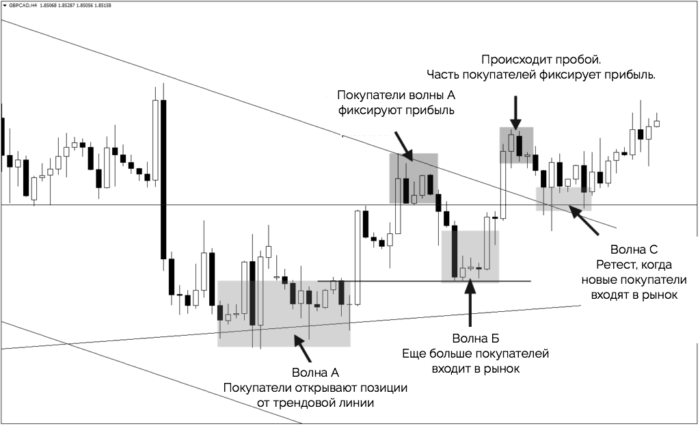 GBPCAD,H4 1.85068 1.85287 1.85056 1.85159
Происходит пробой.
Часть покупателей фиксирует прибыль.
Покупатели волны А
фиксируют прибыль
Волна С
Ретест, когда
новые покупатели
входят в рынок
Волна Б
Еще больше покупателей
входит в рынок
Волна А
Покупатели открывают позиции
от трендовой линии